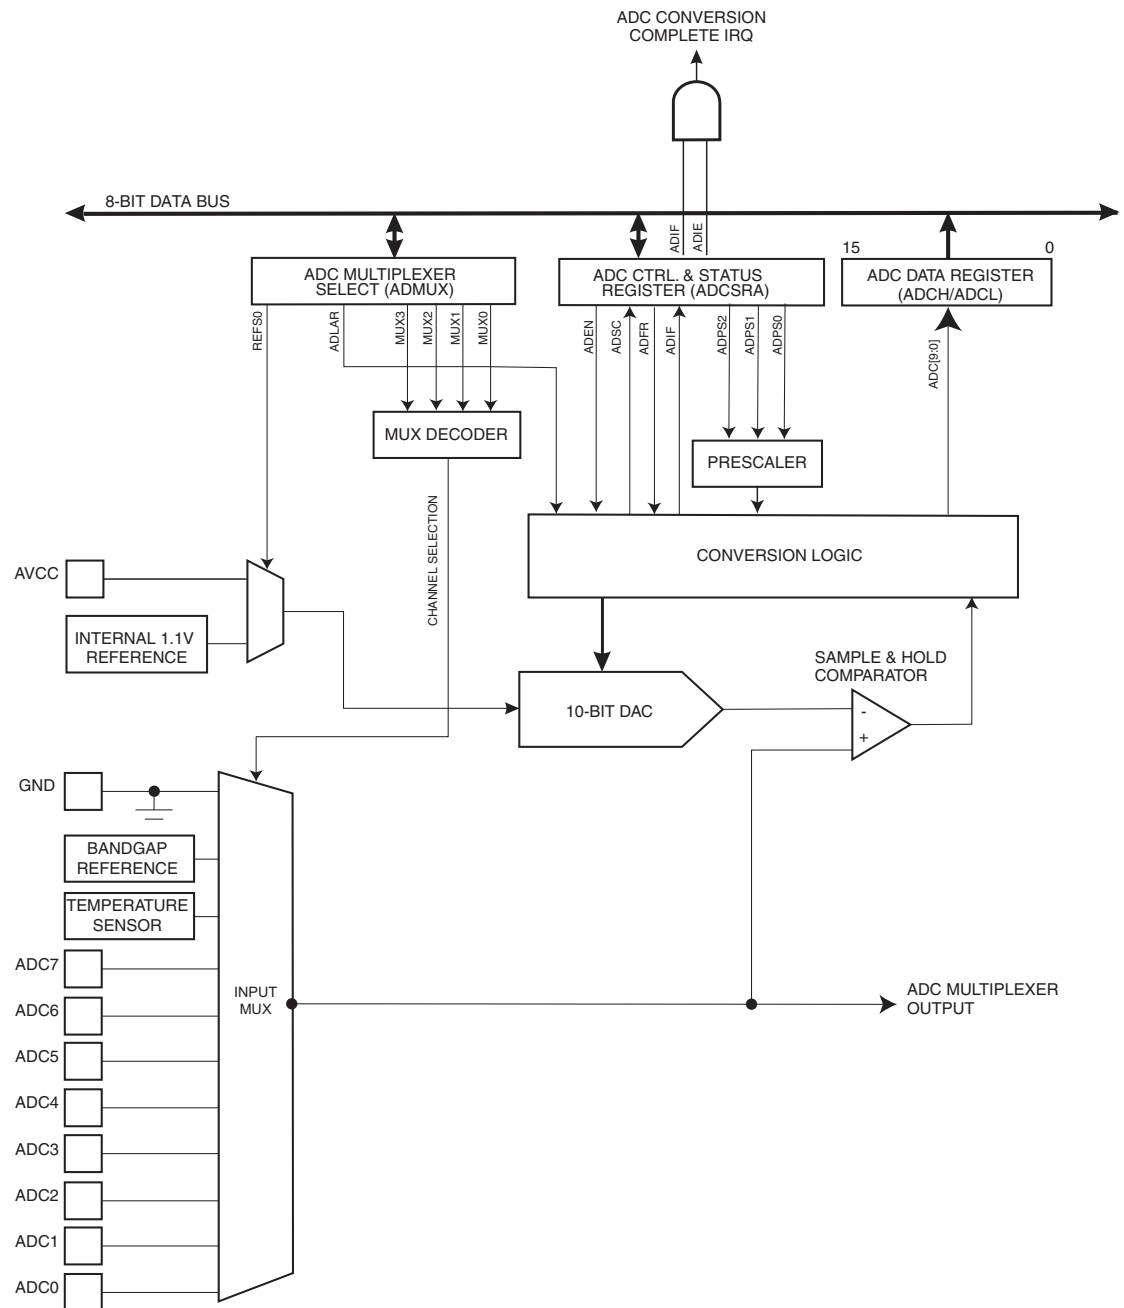 ADC CONVERSION
COMPLETE IRQ
8-BIT DATA BUS
ADIF
ADIE
15
0
ADC MULTIPLEXER
SELECT (ADMUX)
ADC CTRL. & STATUS
REGISTER (ADCSRA)
ADC DATA REGISTER
(ADCH/ADCL)
REFS0
ADLAR
MUX3
MUX2
MUX1
MUX0
ADEN
ADSC
ADFR
ADIF
ADPS2
ADPS1
ADPS0
ADC[9:0]
MUX DECODER
PRESCALER
CHANNEL SELECTION
CONVERSION LOGIC
AVCC
INTERNAL 1.1V
REFERENCE
SAMPLE & HOLD
COMPARATOR
10-BIT DAC
-
+
GND
BANDGAP
REFERENCE
TEMPERATURE
SENSOR
ADC7
ADC6
ADC5
ADC4
ADC3
ADC2
ADC1
ADC0
INPUT
MUX
ADC MULTIPLEXER
OUTPUT